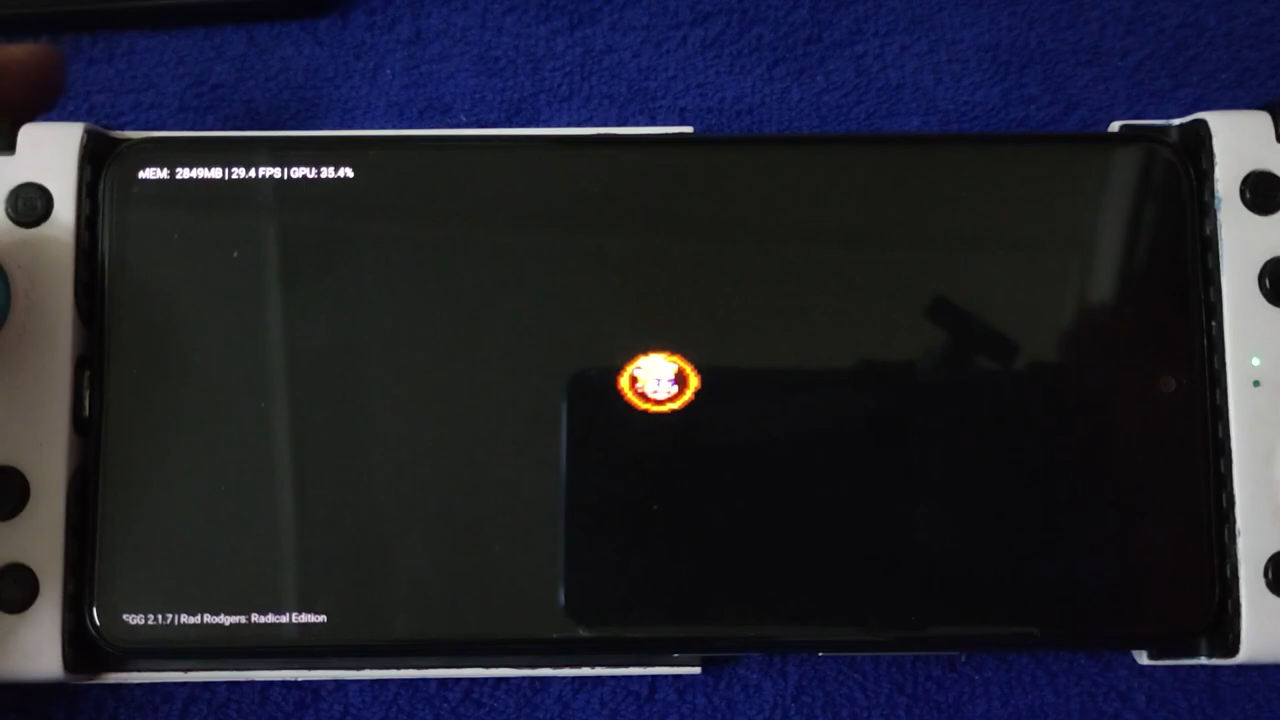 MEM: 2849MB | 29.4 FPS | GPU: 35.4%
EGG 2.1.7 | Rad Rodgers: Radical Edition